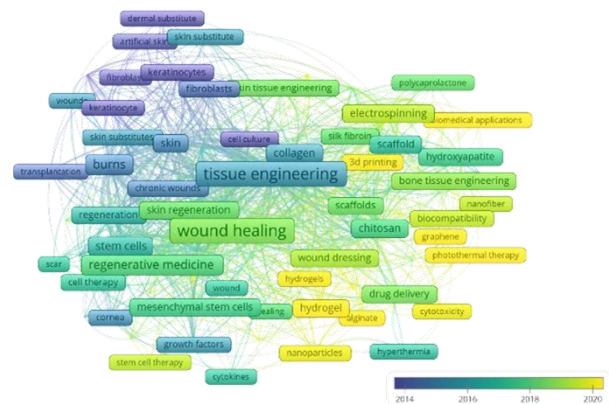 dermal substitute
artificial skin
skin substitute
fibroblast
keratinocytes
fibroblasts
skin tissue engineering
polycaprolactone
wound
keratinocyte
electrospinning
biomedical applications
skin substitutes
skin
cell culture
silk fibroin
scaffold
collagen
3d printing
hydroxyapatite
burns
transplantation
tissue engineering
bone tissue engineering
chronic wounds
regeneration
skin regeneration
scaffolds
nanofiber
biocompatibility
wound healing
chitosan
graphene
stem cells
photothermal therapy
scar
regenerative medicine
wound dressing
cell therapy
wound
hydrogels
drug delivery
mesenchymal stem cells
healing
hydrogel
alginate
cytotoxicity
cornea
growth factors
nanoparticles
hyperthermia
stem cell therapy
cytokines
2014 2016 2018 2020